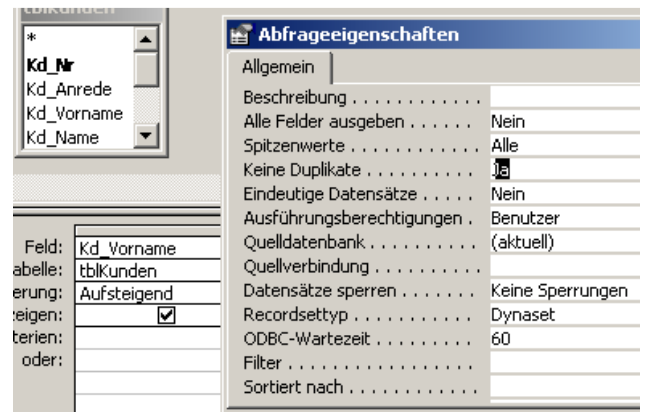 tblKunden
*
Kd_Nr
Kd_Anrede
Kd_Vorname
Kd_Name
Abfrageeigenschaften
Allgemein
Beschreibung . . . . . . . . . . . .
Alle Felder ausgeben . . . . . . Nein
Spitzenwerte . . . . . . . . . . . . Alle
Keine Duplikate . . . . . . . . . . Ja
Eindeutige Datensätze . . . . . Nein
Ausführungsberechtigungen . Benutzer
Quelldatenbank . . . . . . . . . . (aktuell)
Quellverbindung . . . . . . . . . .
Datensätze sperren . . . . . . . Keine Sperrungen
Recordsettyp . . . . . . . . . . . . Dynaset
ODBC-Wartezeit . . . . . . . . . 60
Filter . . . . . . . . . . . . . . . . . .
Sortiert nach . . . . . . . . . . . .
Feld: Kd_Vorname
abelle: tblKunden
erung: Aufsteigend
eigen:
terien:
oder: